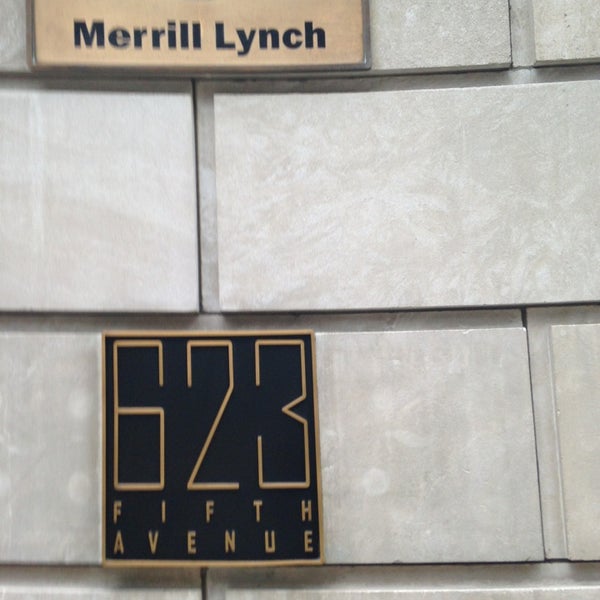 Merrill Lynch
623
FIFTH
AVENUE